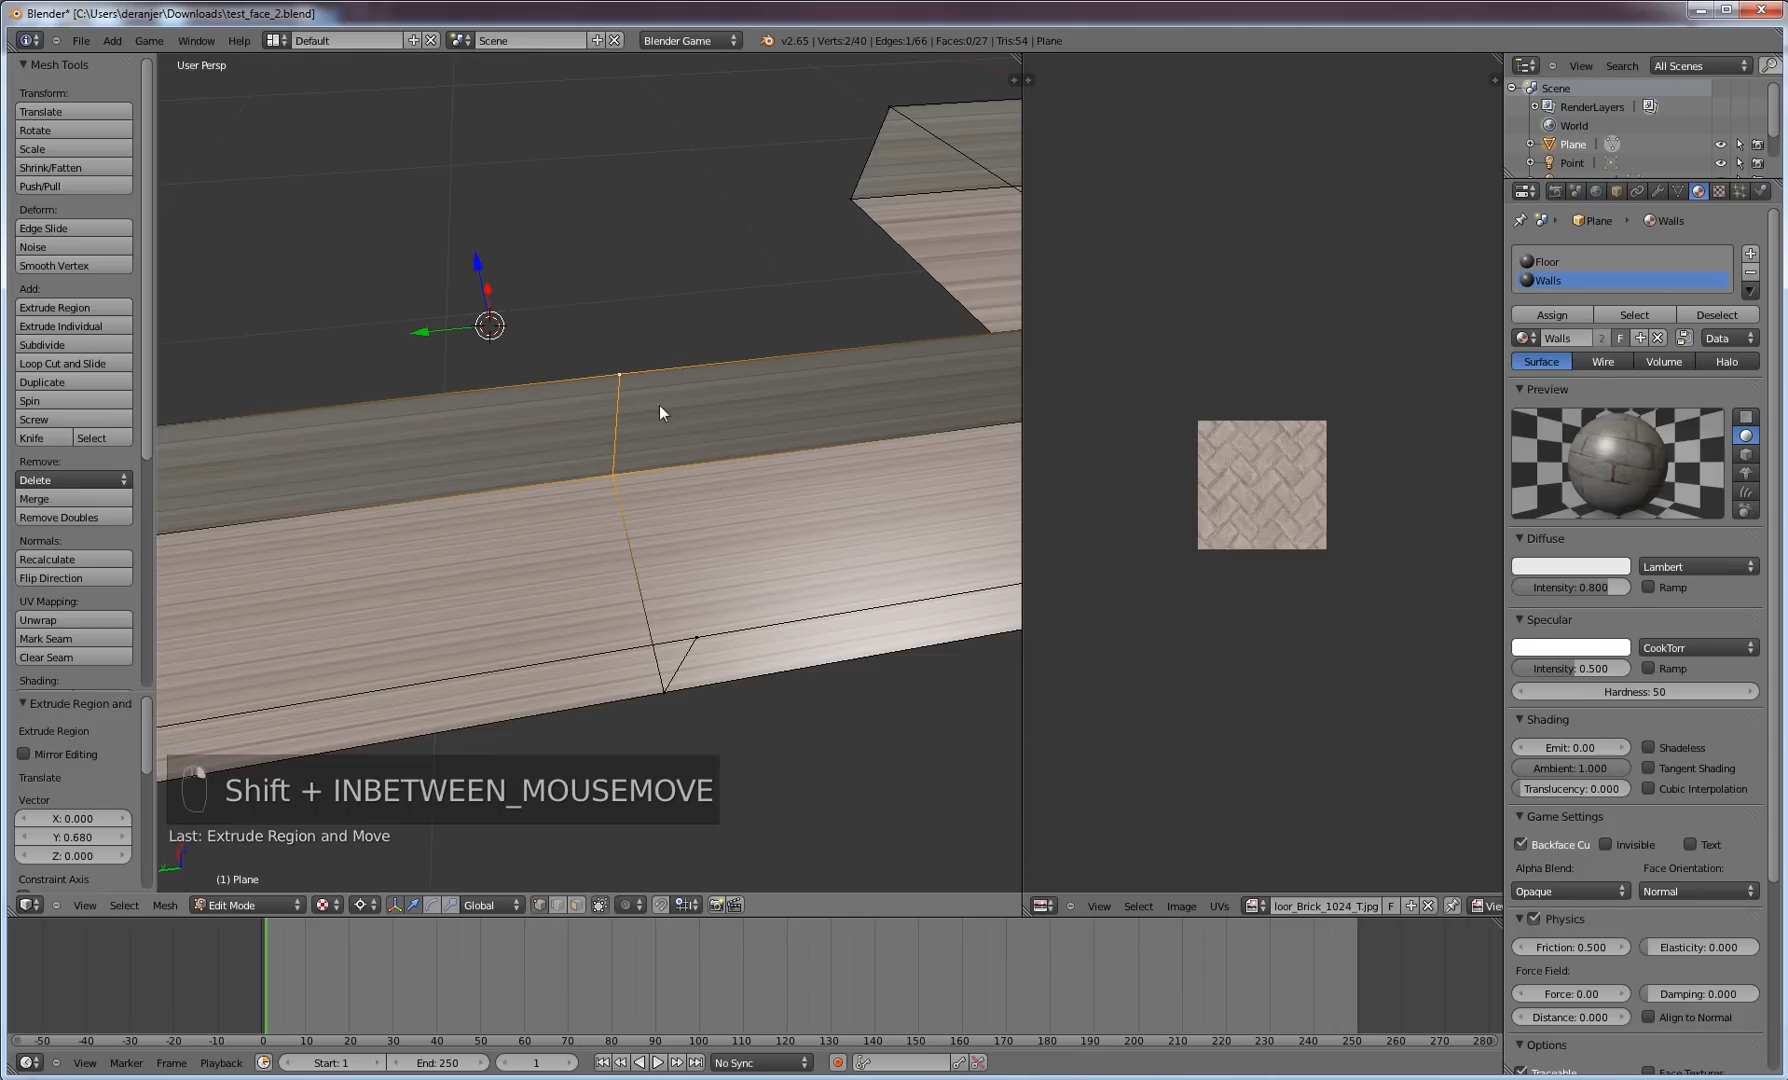 Blender* [C:\Users\deranjer\Downloads\test_face_2.blend]
File Add Game Window Help Default Scene Blender Game v2.65 | Verts:2/40 | Edges:1/66 | Faces:0/27 | Tris:54 | Plane
Mesh Tools
Transform:
Translate
Rotate
Scale
Shrink/Fatten
Push/Pull
Deform:
Edge Slide
Noise
Smooth Vertex
Add:
Extrude Region
Extrude Individual
Subdivide
Loop Cut and Slide
Duplicate
Spin
Screw
Knife Select
Remove:
Delete
Merge
Remove Doubles
Normals:
Recalculate
Flip Direction
UV Mapping:
Unwrap
Mark Seam
Clear Seam
Shading:
Extrude Region and
Extrude Region
Mirror Editing
Translate
Vector
X: 0.000
Y: 0.680
Z: 0.000
Constraint Axis
User Persp
Shift + INBETWEEN_MOUSEMOVE
Last: Extrude Region and Move
(1) Plane
View Select Mesh Edit Mode Global
View Select Image UVs loor_Brick_1024_T.jpg F Vie
-50 -40 -30 -20 -10 0 10 20 30 40 50 60 70 80 90 100 110 120 130 140 150 160 170 180 190 200 210 220 230 240 250 260 270 280
View Marker Frame Playback Start: 1 End: 250 1 No Sync
View Search All Scenes
Scene
RenderLayers
World
Plane
Point
Plane Walls
Floor
Walls
Assign Select Deselect
Walls 2 F Data
Surface Wire Volume Halo
Preview
Diffuse
Lambert
Intensity: 0.800 Ramp
Specular
CookTorr
Intensity: 0.500 Ramp
Hardness: 50
Shading
Emit: 0.00 Shadeless
Ambient: 1.000 Tangent Shading
Translucency: 0.000 Cubic Interpolation
Game Settings
Backface Cu Invisible Text
Alpha Blend: Face Orientation:
Opaque Normal
Physics
Friction: 0.500 Elasticity: 0.000
Force Field:
Force: 0.00 Damping: 0.000
Distance: 0.000 Align to Normal
Options
Traceable Face Textures